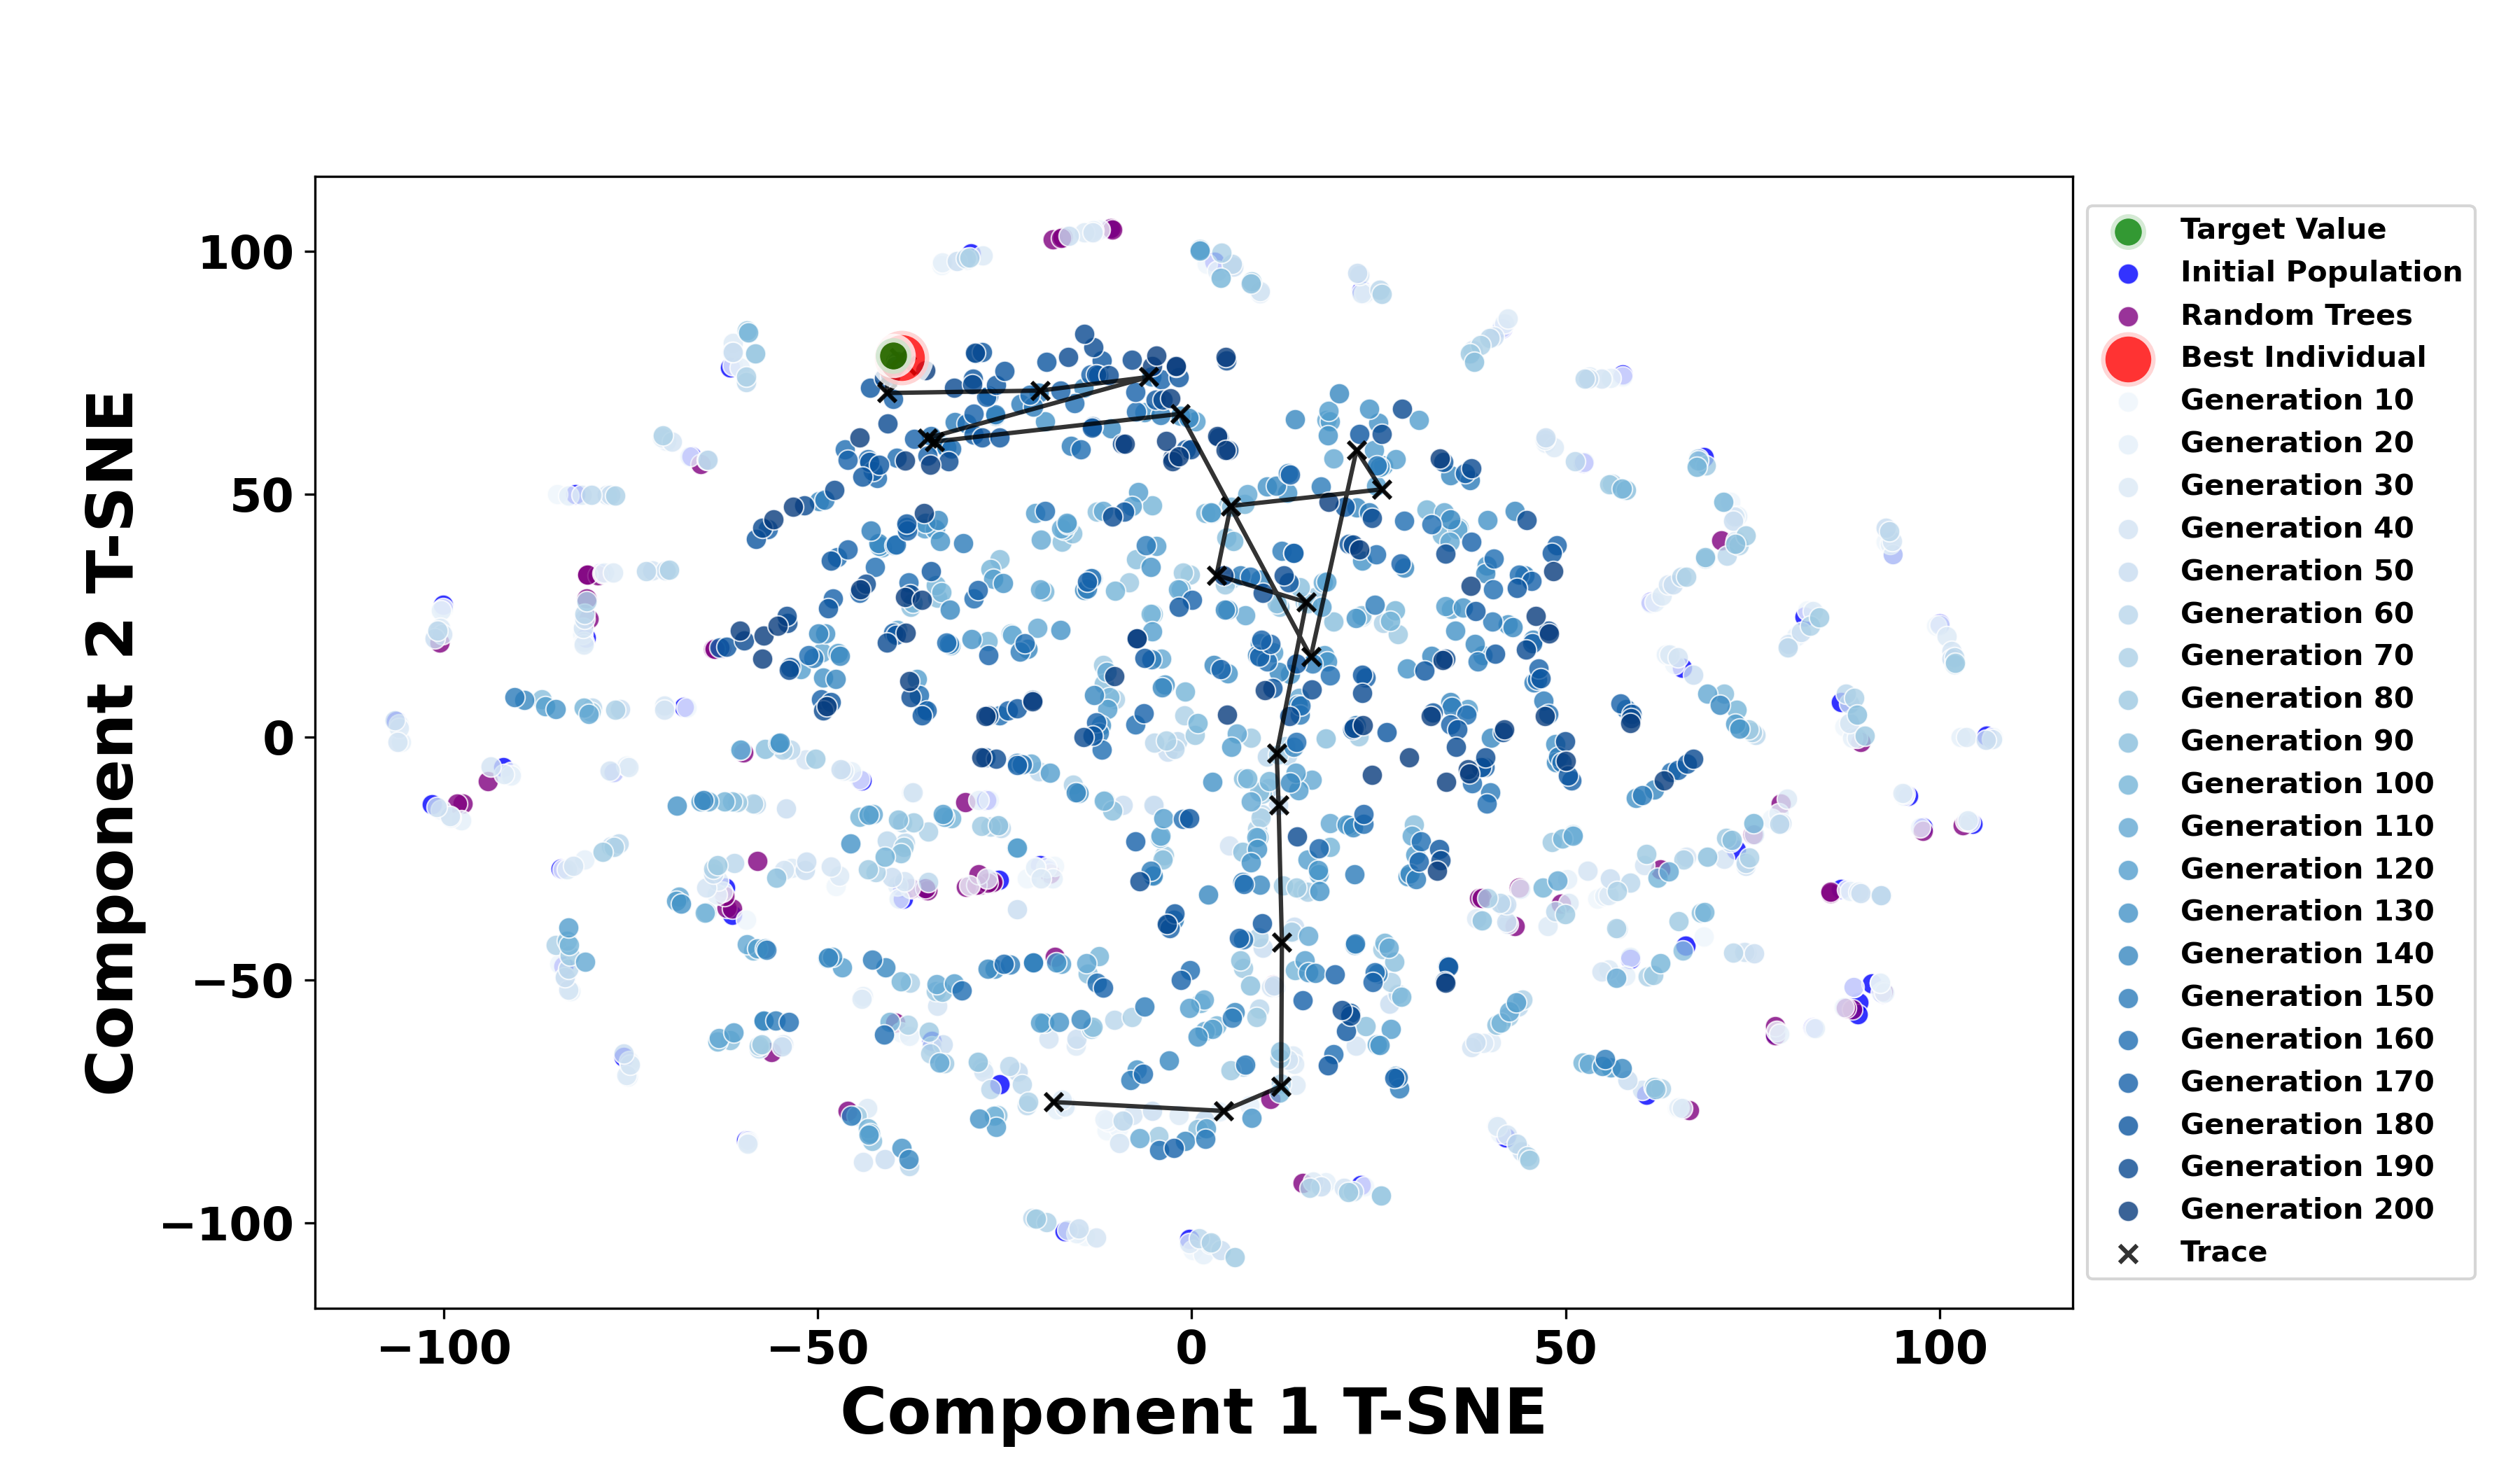 100
50
0
−50
−100
Component 2 T-SNE
−100
−50
0
50
100
Component 1 T-SNE
Target Value
Initial Population
Random Trees
Best Individual
Generation 10
Generation 20
Generation 30
Generation 40
Generation 50
Generation 60
Generation 70
Generation 80
Generation 90
Generation 100
Generation 110
Generation 120
Generation 130
Generation 140
Generation 150
Generation 160
Generation 170
Generation 180
Generation 190
Generation 200
Trace